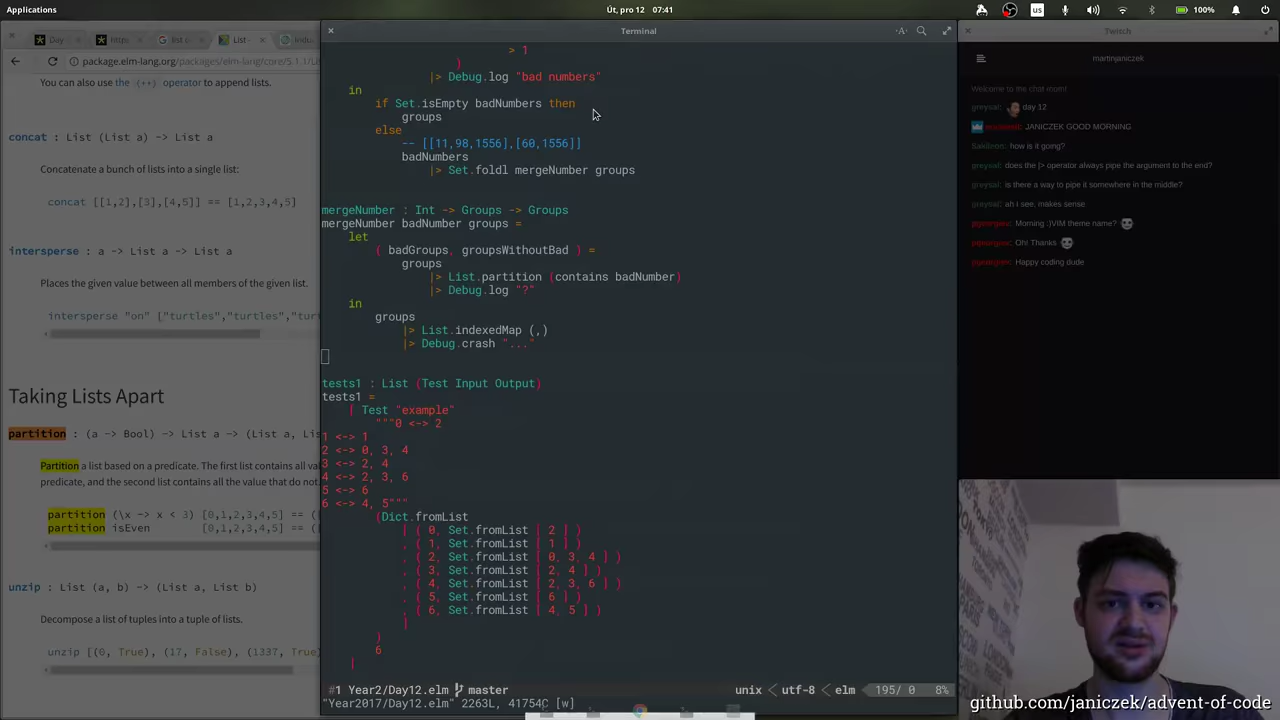 Applications
Út, pro 12 07:41
us
100%
Day
Intro
list c
List -
Indu
package.elm-lang.org/packages/elm-lang/core/5.1.1/Li
You can also use the (++) operator to append lists.
concat : List (List a) -> List a
Concatenate a bunch of lists into a single list:
concat [[1,2],[3],[4,5]] == [1,2,3,4,5]
intersperse : a -> List a -> List a
Places the given value between all members of the given list.
intersperse "on" ["turtles","turtles","turt
Taking Lists Apart
partition : (a -> Bool) -> List a -> (List a, Lis
Partition a list based on a predicate. The first list contains all val
predicate, and the second list contains all the value that do not.
partition (\x -> x < 3) [0,1,2,3,4,5] == (
partition isEven [0,1,2,3,4,5] == (
unzip : List (a, b) -> (List a, List b)
Decompose a list of tuples into a tuple of lists.
unzip [(0, True), (17, False), (1337, True
Terminal
A
> 1
)
|> Debug.log "bad numbers"
in
if Set.isEmpty badNumbers then
groups
else
-- [[11,98,1556],[60,1556]]
badNumbers
|> Set.foldl mergeNumber groups
mergeNumber : Int -> Groups -> Groups
mergeNumber badNumber groups =
let
( badGroups, groupsWithoutBad ) =
groups
|> List.partition (contains badNumber)
|> Debug.log "?"
in
groups
|> List.indexedMap (,)
|> Debug.crash "..."
tests1 : List (Test Input Output)
tests1 =
[ Test "example"
"""0 <-> 2
1 <-> 1
2 <-> 0, 3, 4
3 <-> 2, 4
4 <-> 2, 3, 6
5 <-> 6
6 <-> 4, 5"""
(Dict.fromList
[ ( 0, Set.fromList [ 2 ] )
, ( 1, Set.fromList [ 1 ] )
, ( 2, Set.fromList [ 0, 3, 4 ] )
, ( 3, Set.fromList [ 2, 4 ] )
, ( 4, Set.fromList [ 2, 3, 6 ] )
, ( 5, Set.fromList [ 6 ] )
, ( 6, Set.fromList [ 4, 5 ] )
]
)
6
]
#1 Year2/Day12.elm master
unix < utf-8 < elm 195/ 0 8%
"Year2017/Day12.elm" 2263L, 41754C [w]
Twitch
martinjaniczek
Welcome to the chat room!
greysal: day 12
JANICZEK GOOD MORNING
how is it going?
does the |> operator always pipe the argument to the end?
is there a way to pipe it somewhere in the middle?
ah i see, makes sense
Morning :)VIM theme name?
Oh! Thanks
Happy coding dude
github.com/janiczek/advent-of-code